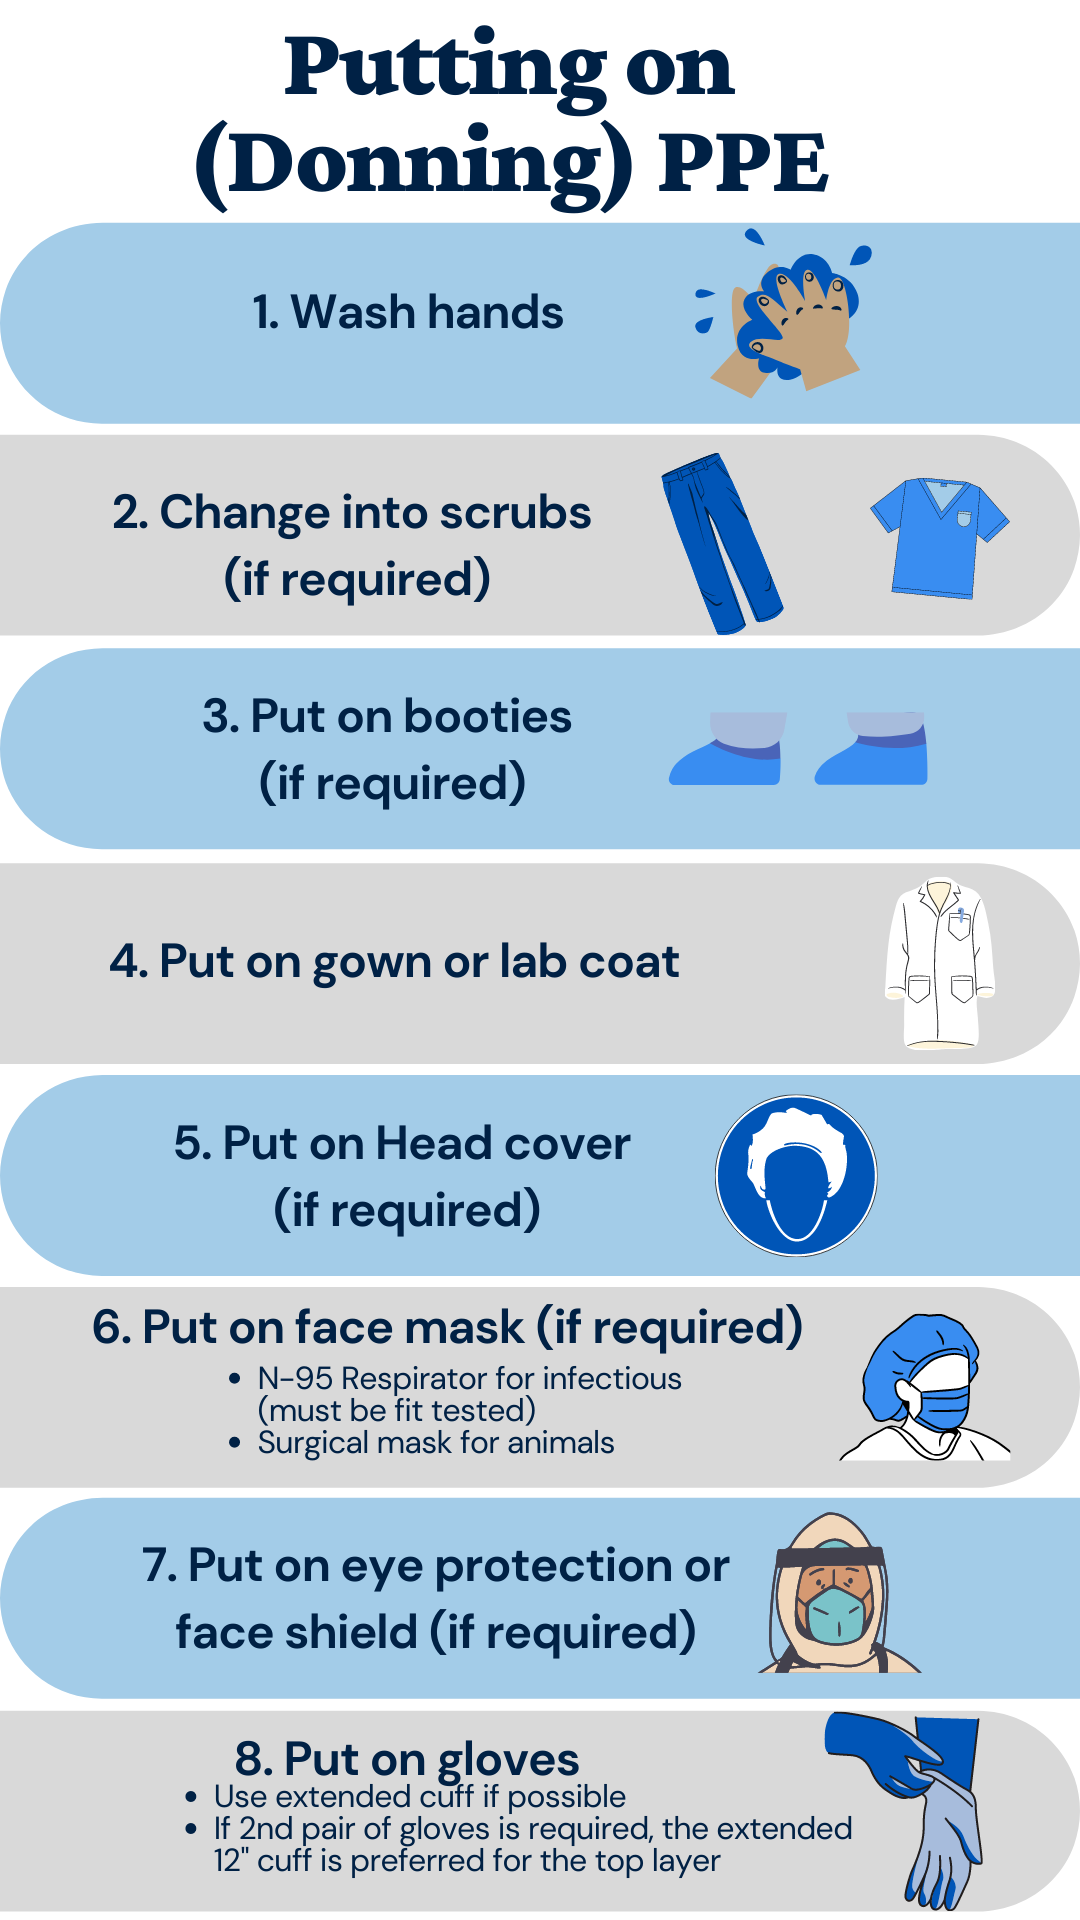 Putting on
(Donning) PPE
1. Wash hands
2. Change into scrubs
(if required)
3. Put on booties
(if required)
4. Put on gown or lab coat
5. Put on Head cover
(if required)
6. Put on face mask (if required)
• N-95 Respirator for infectious
(must be fit tested)
• Surgical mask for animals
7. Put on eye protection or
face shield (if required)
8. Put on gloves
• Use extended cuff if possible
• If 2nd pair of gloves is required, the extended
12" cuff is preferred for the top layer